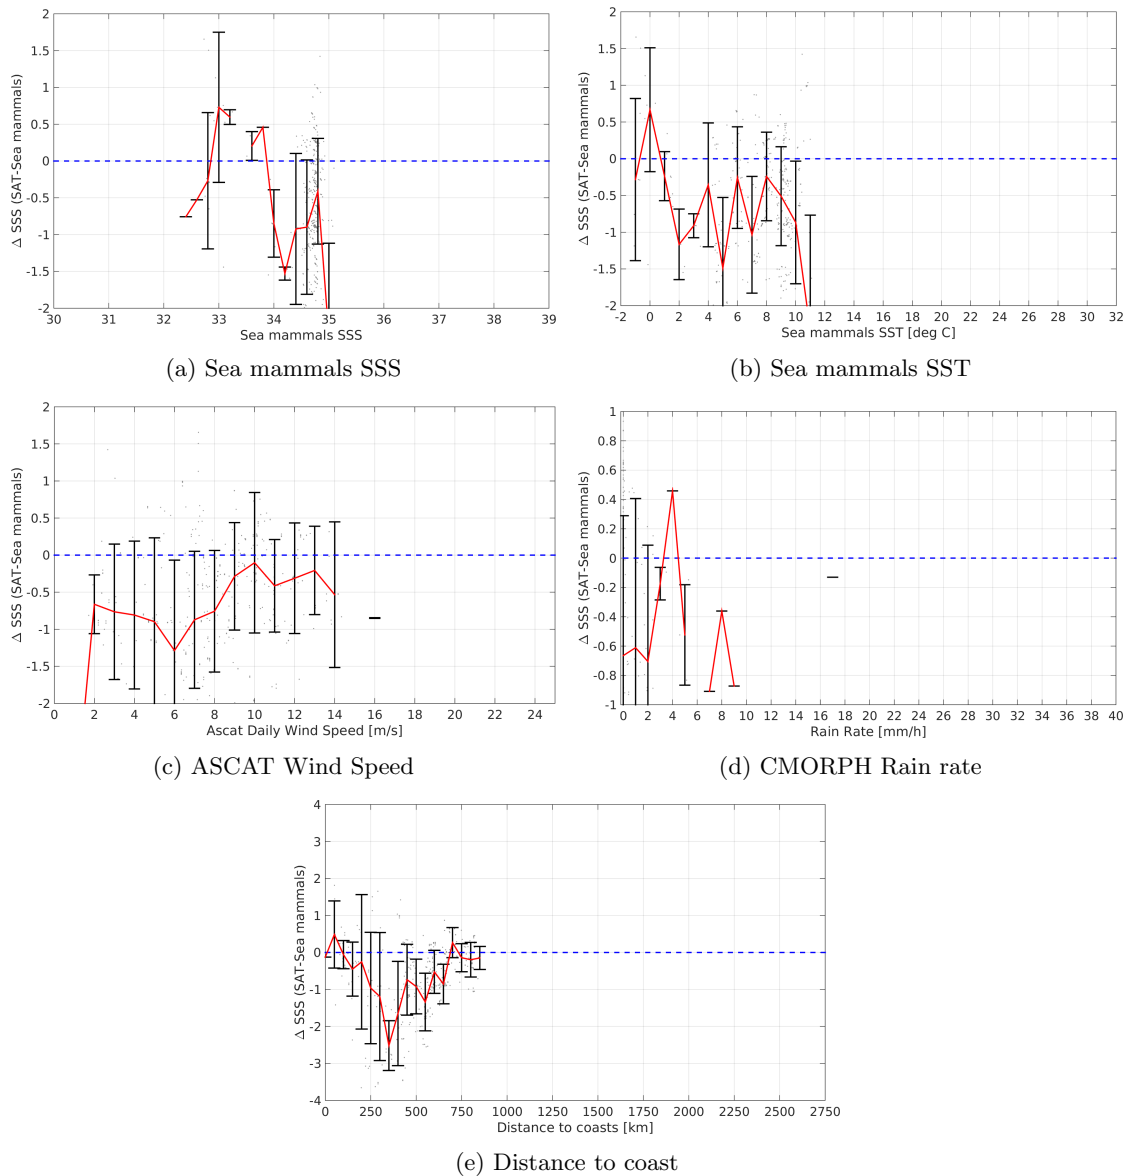 2
1.5
1
0.5
0
-0.5
-1
-1.5
-2
30 31 32 33 34 35 36 37 38 39
Sea mammals SSS
Δ SSS (SAT-Sea mammals)
(a) Sea mammals SSS
2
1.5
1
0.5
0
-0.5
-1
-1.5
-2
-2 0 2 4 6 8 10 12 14 16 18 20 22 24 26 28 30 32
Sea mammals SST [deg C]
Δ SSS (SAT-Sea mammals)
(b) Sea mammals SST
2
1.5
1
0.5
0
-0.5
-1
-1.5
-2
0 2 4 6 8 10 12 14 16 18 20 22 24
Ascat Daily Wind Speed [m/s]
Δ SSS (SAT-Sea mammals)
(c) ASCAT Wind Speed
1
0.8
0.6
0.4
0.2
0
-0.2
-0.4
-0.6
-0.8
-1
0 2 4 6 8 10 12 14 16 18 20 22 24 26 28 30 32 34 36 38 40
Rain Rate [mm/h]
Δ SSS (SAT-Sea mammals)
(d) CMORPH Rain rate
4
3
2
1
0
-1
-2
-3
-4
0 250 500 750 1000 1250 1500 1750 2000 2250 2500 2750
Distance to coasts [km]
Δ SSS (SAT-Sea mammals)
(e) Distance to coast